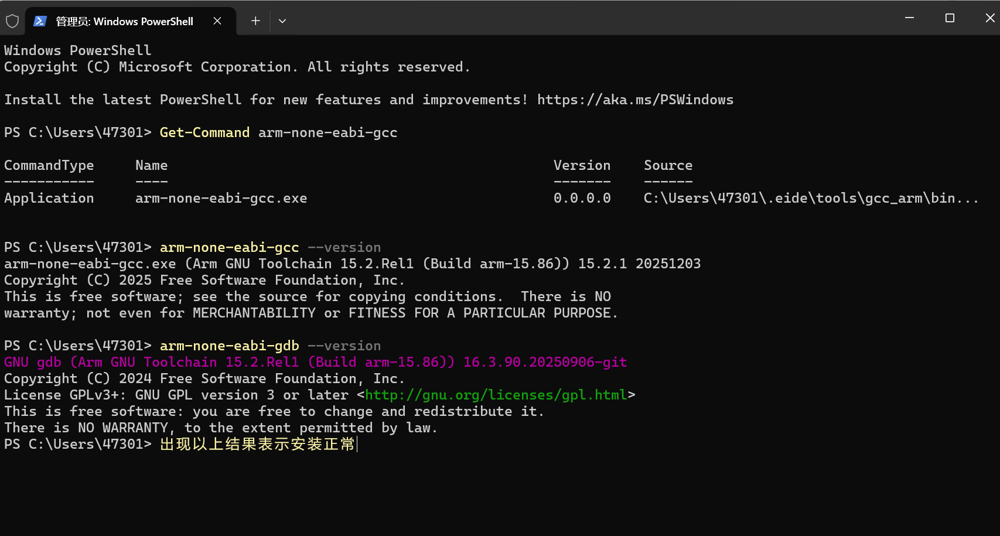 管理员: Windows PowerShell
Windows PowerShell
Copyright (C) Microsoft Corporation. All rights reserved.
Install the latest PowerShell for new features and improvements! https://aka.ms/PSWindows
PS C:\Users\47301> Get-Command arm-none-eabi-gcc
CommandType     Name                                               Version    Source
-----------     ----                                               -------    ------
Application     arm-none-eabi-gcc.exe                              0.0.0.0    C:\Users\47301\.eide\tools\gcc_arm\bin...
PS C:\Users\47301> arm-none-eabi-gcc --version
arm-none-eabi-gcc.exe (Arm GNU Toolchain 15.2.Rel1 (Build arm-15.86)) 15.2.1 20251203
Copyright (C) 2025 Free Software Foundation, Inc.
This is free software; see the source for copying conditions.  There is NO
warranty; not even for MERCHANTABILITY or FITNESS FOR A PARTICULAR PURPOSE.
PS C:\Users\47301> arm-none-eabi-gdb --version
GNU gdb (Arm GNU Toolchain 15.2.Rel1 (Build arm-15.86)) 16.3.90.20250906-git
Copyright (C) 2024 Free Software Foundation, Inc.
License GPLv3+: GNU GPL version 3 or later <http://gnu.org/licenses/gpl.html>
This is free software: you are free to change and redistribute it.
There is NO WARRANTY, to the extent permitted by law.
PS C:\Users\47301> 出现以上结果表示安装正常